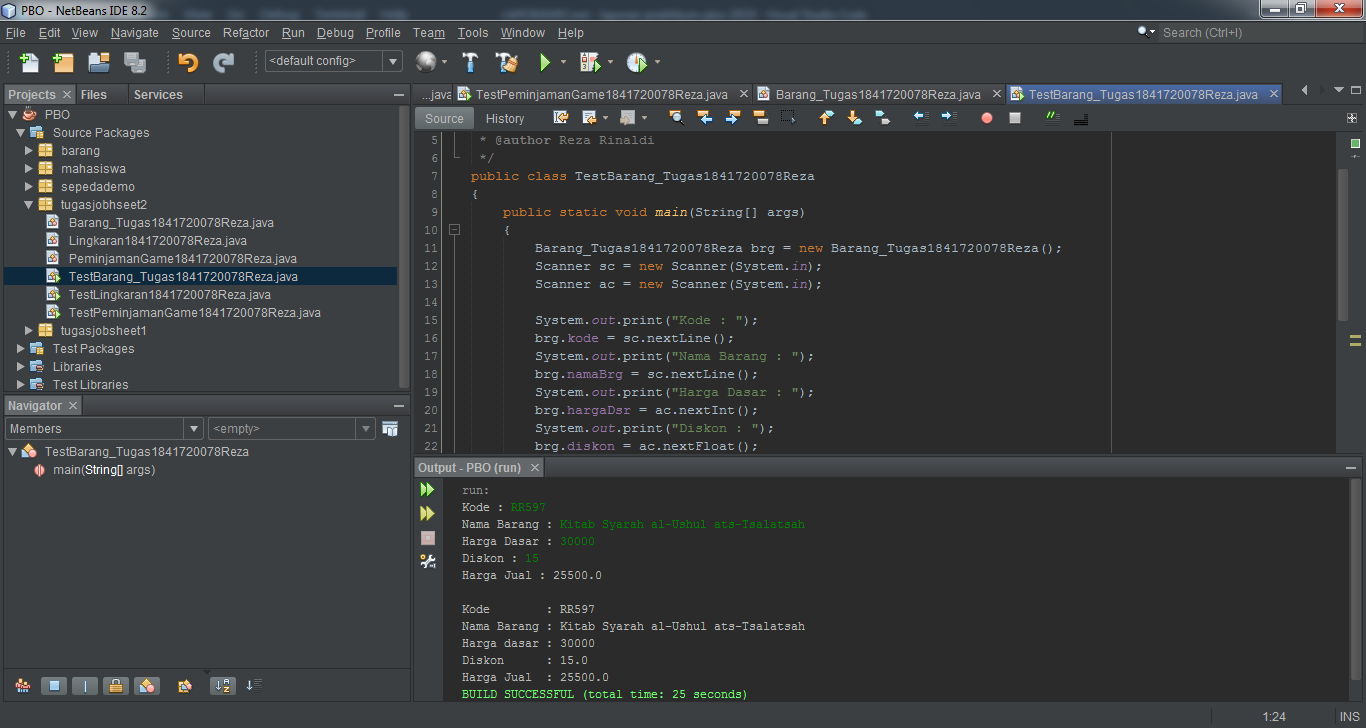 PBO - NetBeans IDE 8.2
File Edit View Navigate Source Refactor Run Debug Profile Team Tools Window Help
Search (Ctrl+I)
<default config>
Projects Files Services
...java TestPeminjamanGame1841720078Reza.java Barang_Tugas1841720078Reza.java TestBarang_Tugas1841720078Reza.java
PBO
Source Packages
barang
mahasiswa
sepedademo
tugasjobhseet2
Barang_Tugas1841720078Reza.java
Lingkaran1841720078Reza.java
PeminjamanGame1841720078Reza.java
TestBarang_Tugas1841720078Reza.java
TestLingkaran1841720078Reza.java
TestPeminjamanGame1841720078Reza.java
tugasjobsheet1
Test Packages
Libraries
Test Libraries
Navigator
Members <empty>
TestBarang_Tugas1841720078Reza
main(String[] args)
Source History
5 * @author Reza Rinaldi
6 */
7 public class TestBarang_Tugas1841720078Reza
8 {
9 public static void main(String[] args)
10 {
11 Barang_Tugas1841720078Reza brg = new Barang_Tugas1841720078Reza();
12 Scanner sc = new Scanner(System.in);
13 Scanner ac = new Scanner(System.in);
14
15 System.out.print("Kode : ");
16 brg.kode = sc.nextLine();
17 System.out.print("Nama Barang : ");
18 brg.namaBrg = sc.nextLine();
19 System.out.print("Harga Dasar : ");
20 brg.hargaDsr = ac.nextInt();
21 System.out.print("Diskon : ");
22 brg.diskon = ac.nextFloat();
Output - PBO (run)
run:
Kode : RR597
Nama Barang : Kitab Syarah al-Ushul ats-Tsalatsah
Harga Dasar : 30000
Diskon : 15
Harga Jual : 25500.0
Kode : RR597
Nama Barang : Kitab Syarah al-Ushul ats-Tsalatsah
Harga dasar : 30000
Diskon : 15.0
Harga Jual : 25500.0
BUILD SUCCESSFUL (total time: 25 seconds)
1:24 INS